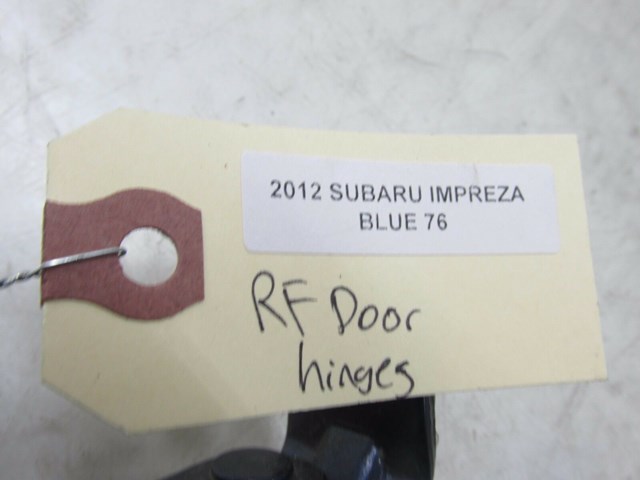 2012 SUBARU IMPREZA
BLUE 76
RF Door
hinges